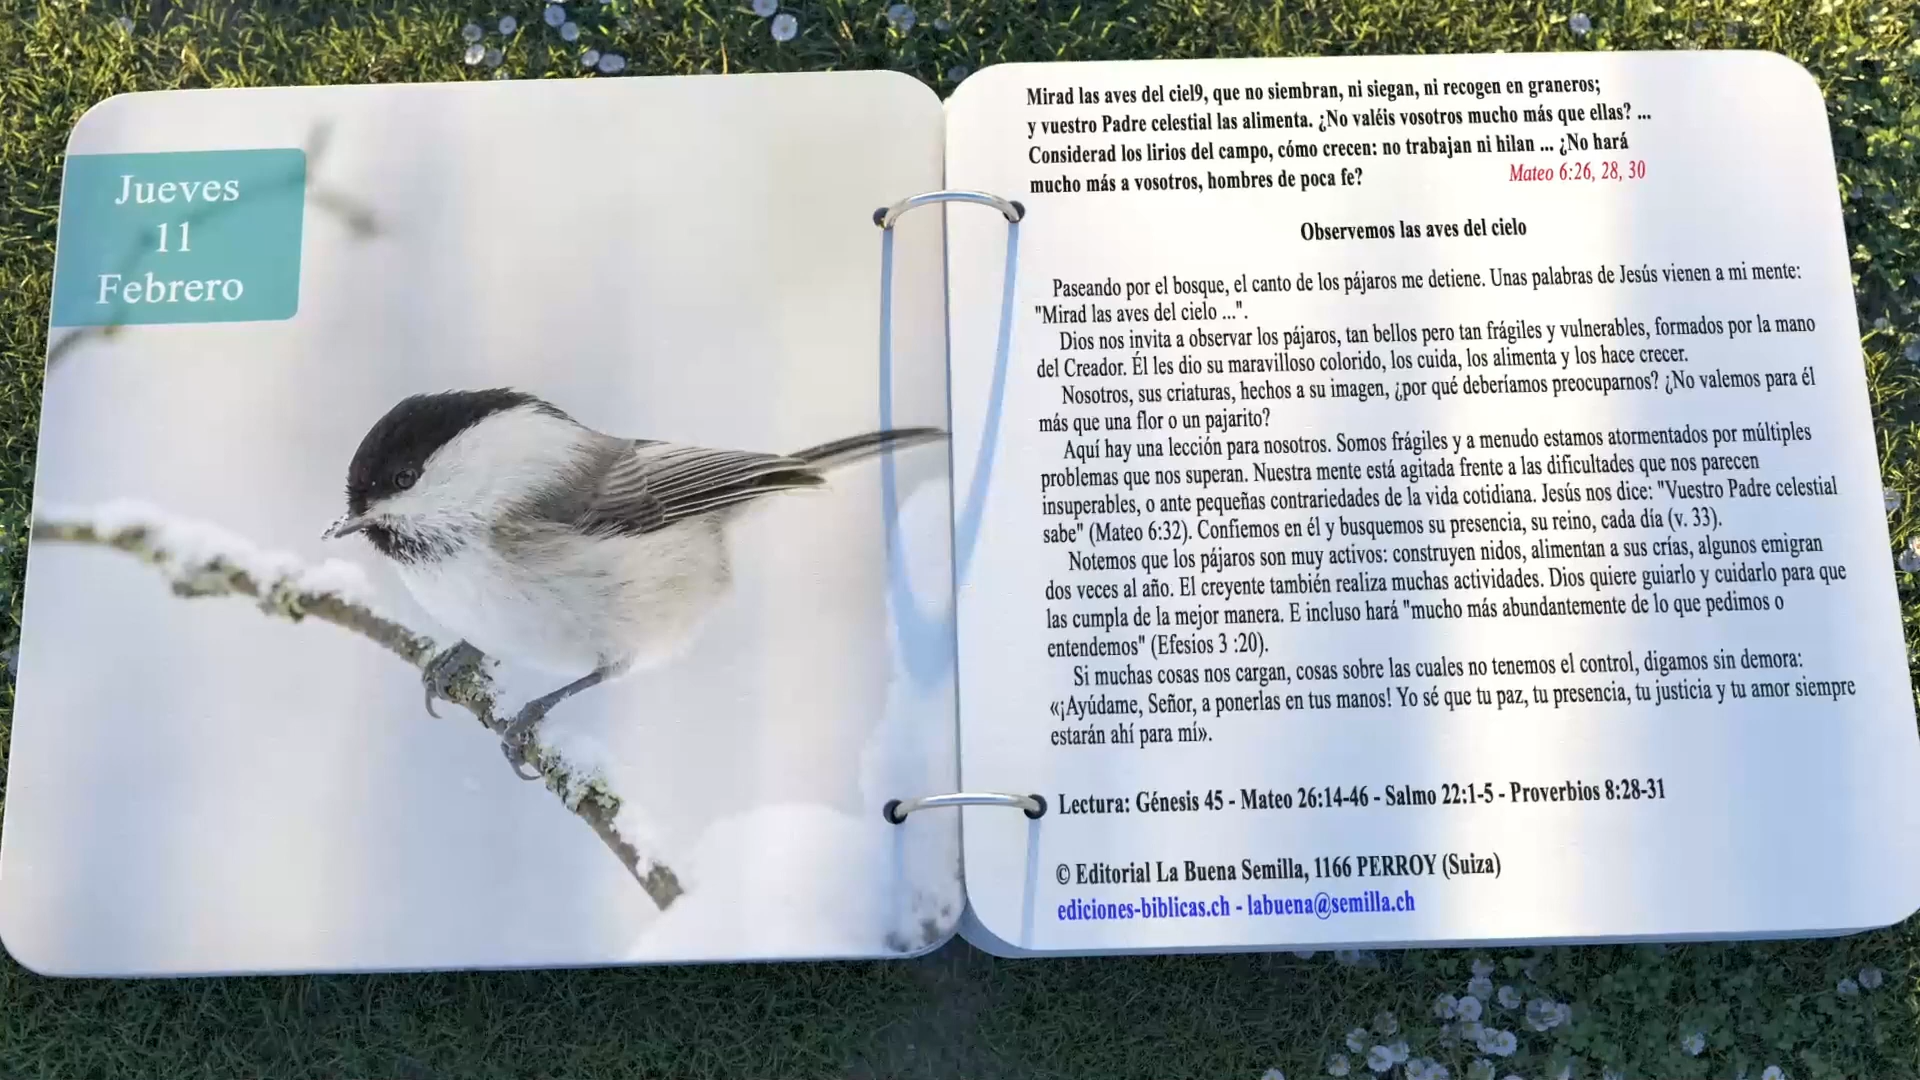 Jueves
11
Febrero
Mirad las aves del ciel9, que no siembran, ni siegan, ni recogen en graneros;
y vuestro Padre celestial las alimenta. ¿No valéis vosotros mucho más que ellas? ...
Considerad los lirios del campo, cómo crecen: no trabajan ni hilan ... ¿No hará
mucho más a vosotros, hombres de poca fe? Mateo 6:26, 28, 30
Observemos las aves del cielo
Paseando por el bosque, el canto de los pájaros me detiene. Unas palabras de Jesús vienen a mi mente:
"Mirad las aves del cielo ...".
Dios nos invita a observar los pájaros, tan bellos pero tan frágiles y vulnerables, formados por la mano
del Creador. Él les dio su maravilloso colorido, los cuida, los alimenta y los hace crecer.
Nosotros, sus criaturas, hechos a su imagen, ¿por qué deberíamos preocuparnos? ¿No valemos para él
más que una flor o un pajarito?
Aquí hay una lección para nosotros. Somos frágiles y a menudo estamos atormentados por múltiples
problemas que nos superan. Nuestra mente está agitada frente a las dificultades que nos parecen
insuperables, o ante pequeñas contrariedades de la vida cotidiana. Jesús nos dice: "Vuestro Padre celestial
sabe" (Mateo 6:32). Confiemos en él y busquemos su presencia, su reino, cada día (v. 33).
Notemos que los pájaros son muy activos: construyen nidos, alimentan a sus crías, algunos emigran
dos veces al año. El creyente también realiza muchas actividades. Dios quiere guiarlo y cuidarlo para que
las cumpla de la mejor manera. E incluso hará "mucho más abundantemente de lo que pedimos o
entendemos" (Efesios 3 :20).
Si muchas cosas nos cargan, cosas sobre las cuales no tenemos el control, digamos sin demora:
«¡Ayúdame, Señor, a ponerlas en tus manos! Yo sé que tu paz, tu presencia, tu justicia y tu amor siempre
estarán ahí para mí».
Lectura: Génesis 45 - Mateo 26:14-46 - Salmo 22:1-5 - Proverbios 8:28-31
© Editorial La Buena Semilla, 1166 PERROY (Suiza)
ediciones-biblicas.ch - labuena@semilla.ch